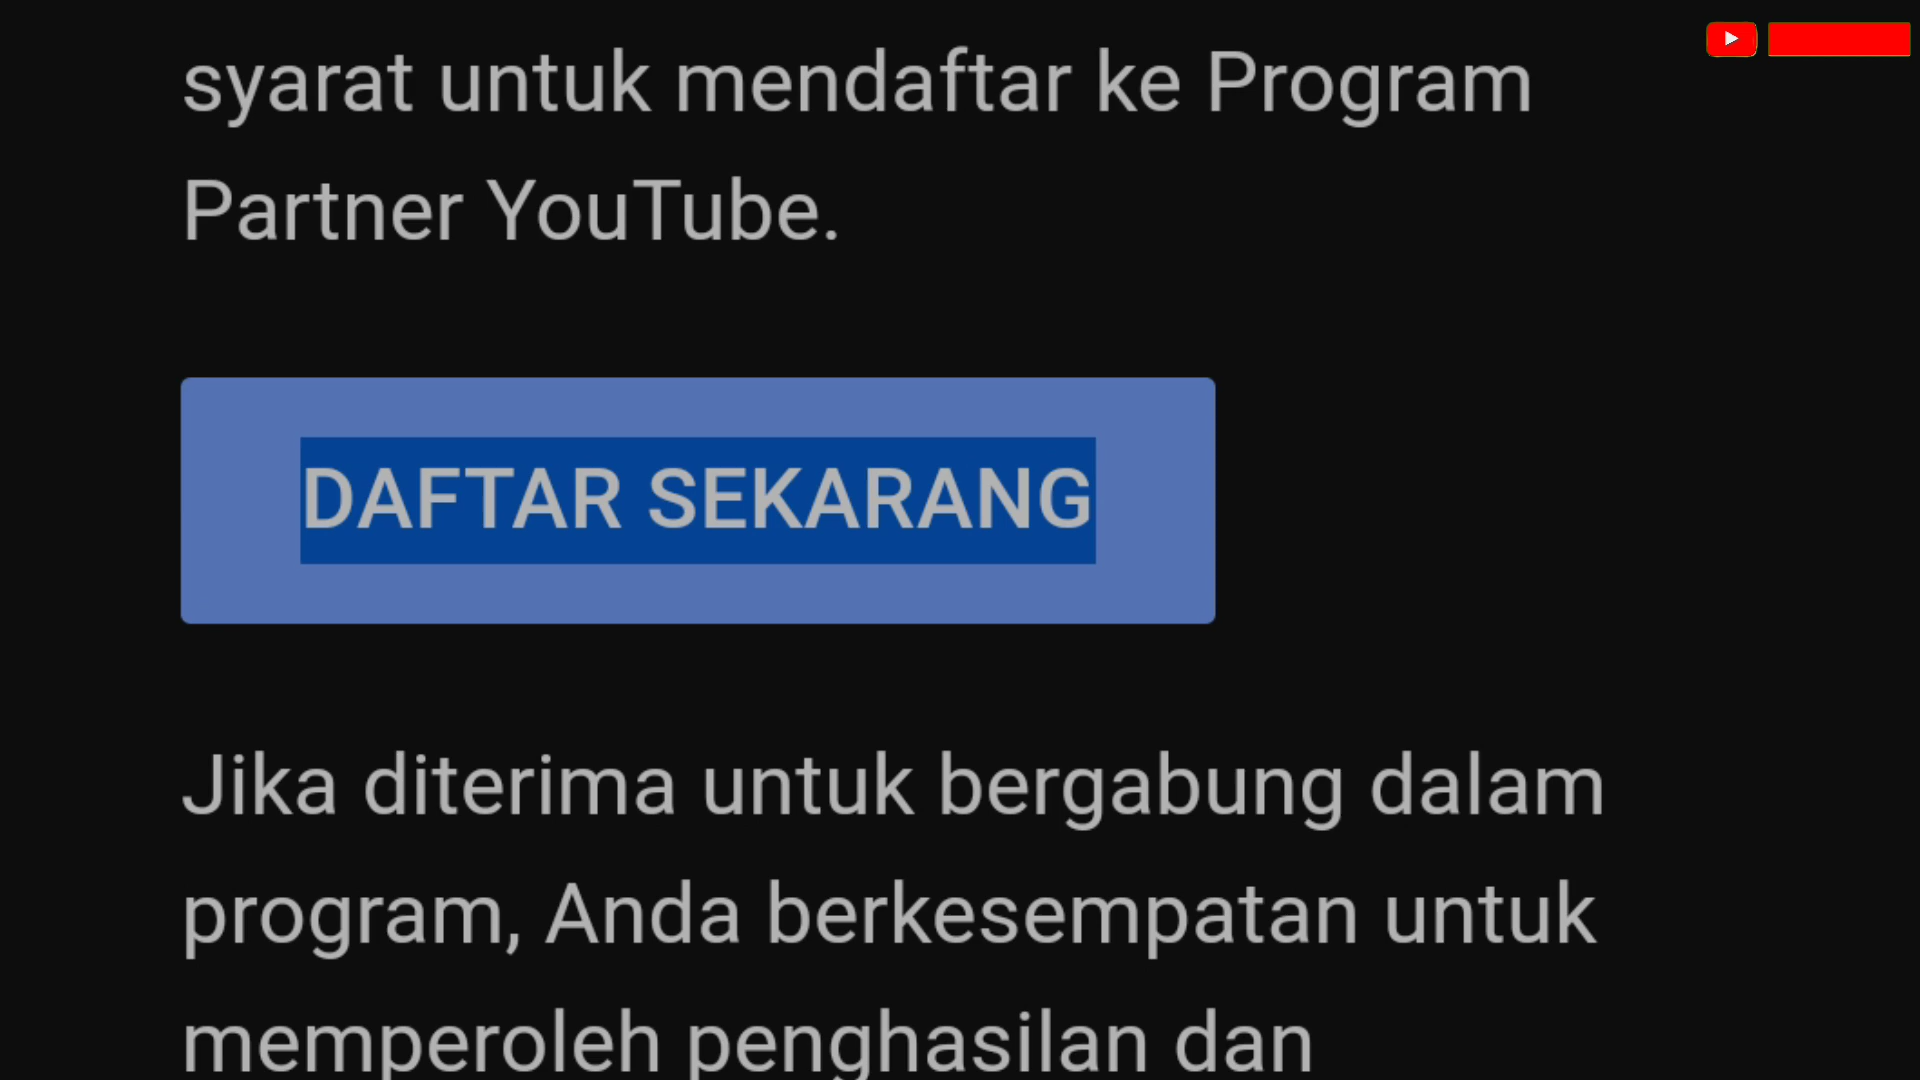 syarat untuk mendaftar ke Program
Partner YouTube.
DAFTAR SEKARANG
Jika diterima untuk bergabung dalam
program, Anda berkesempatan untuk
memperoleh penghasilan dan